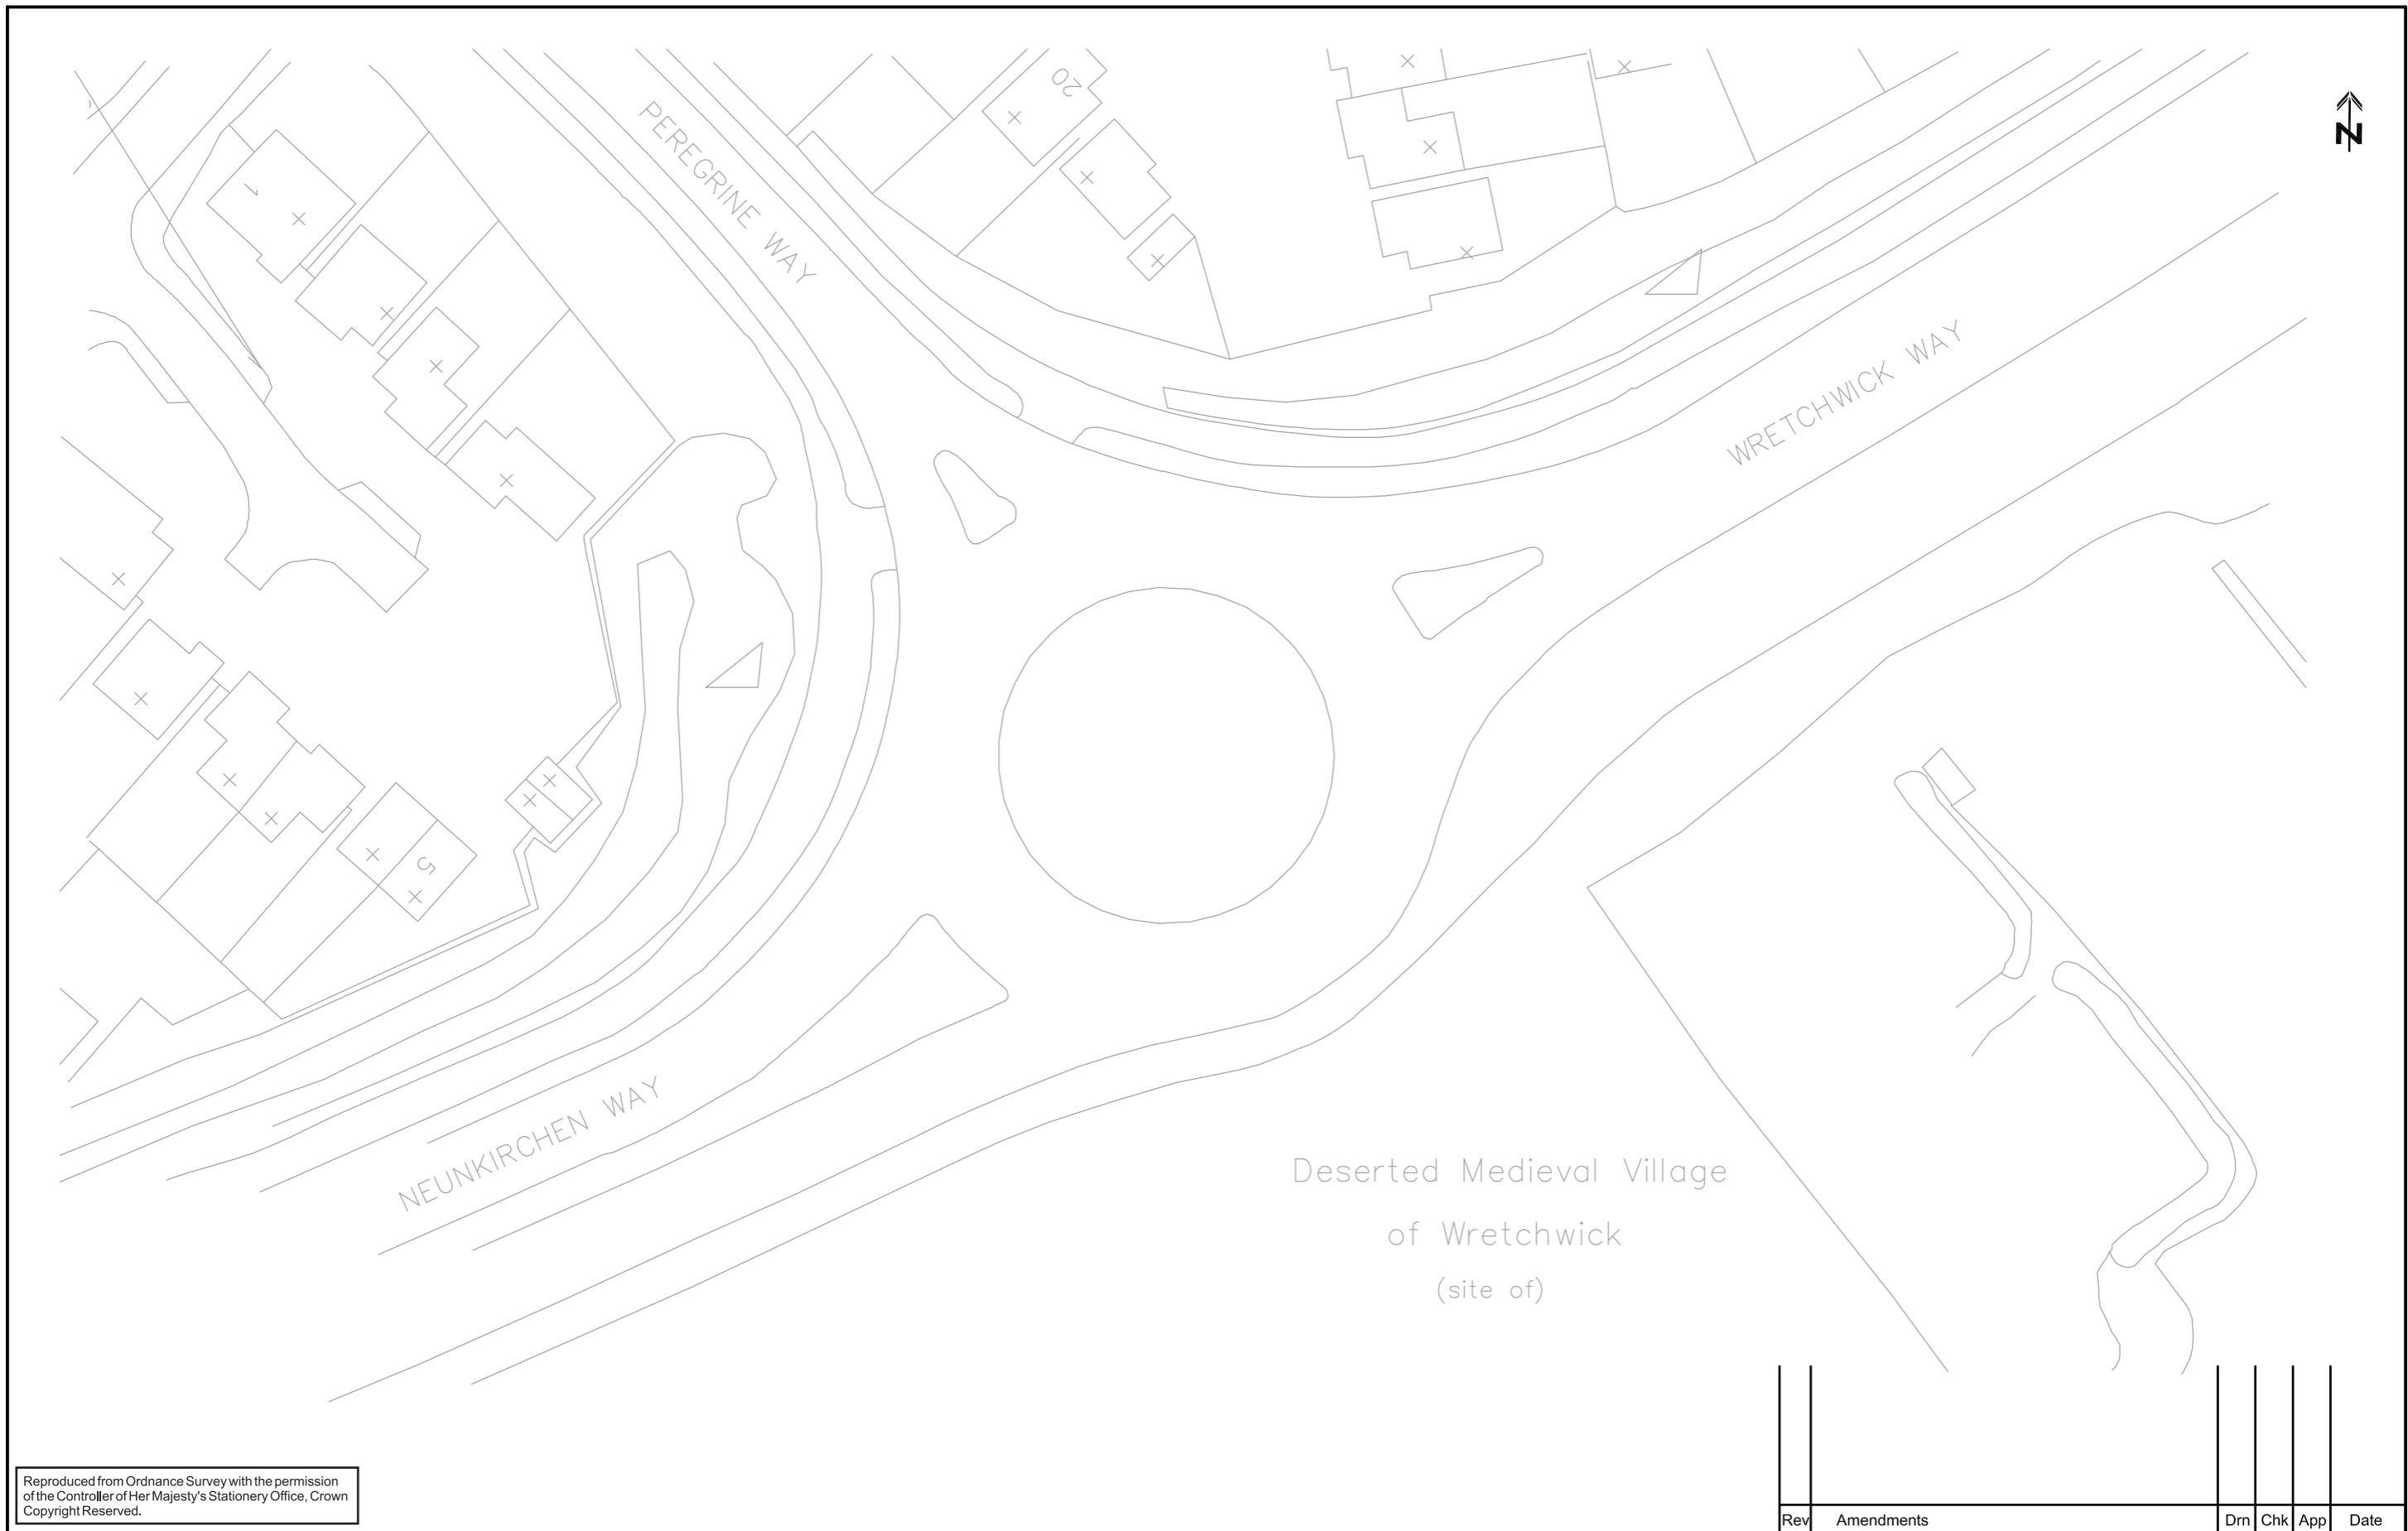 N
20
PEREGRINE WAY
1
WRETCHWICK WAY
5
NEUNKIRCHEN WAY
Deserted Medieval Village
of Wretchwick
(site of)
Reproduced from Ordnance Survey with the permission
of the Controller of Her Majesty's Stationery Office, Crown
Copyright Reserved.
Rev Amendments Drn Chk App Date